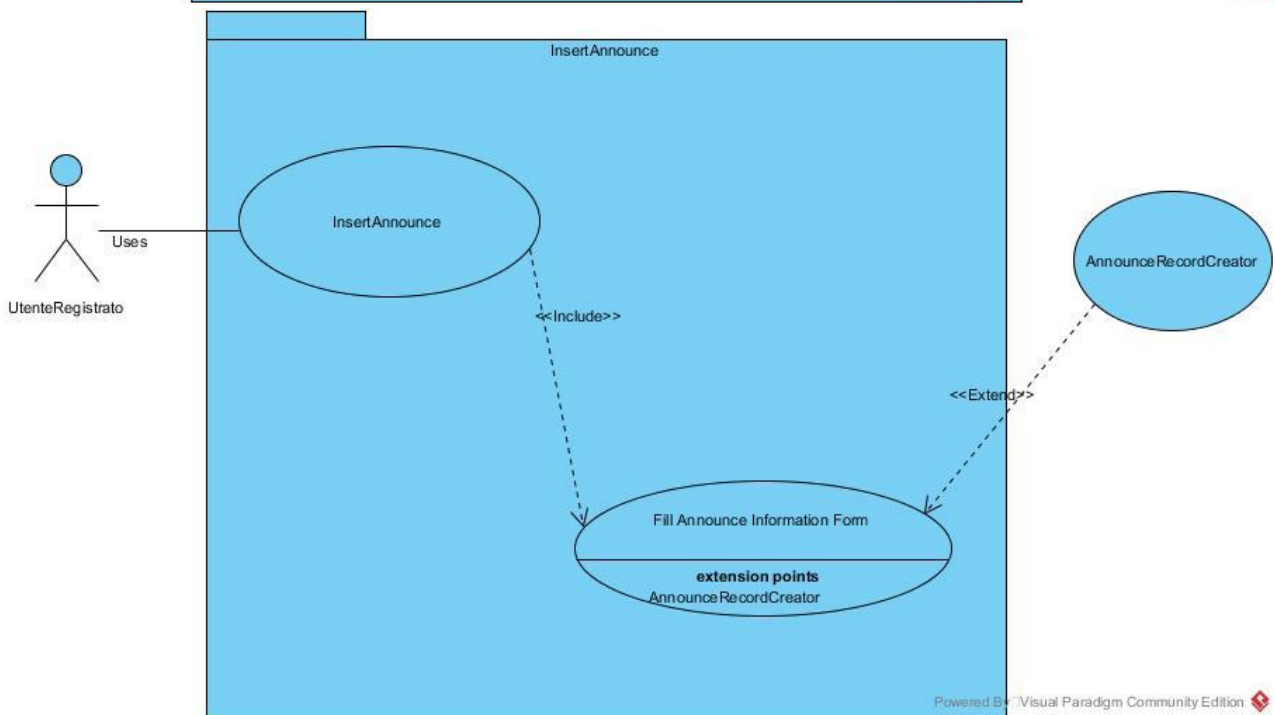 InsertAnnounce
InsertAnnounce
Uses
UtenteRegistrato
AnnounceRecordCreator
<<Include>>
<<Extend>>
Fill Announce Information Form
extension points
AnnounceRecordCreator
Powered By Visual Paradigm Community Edition